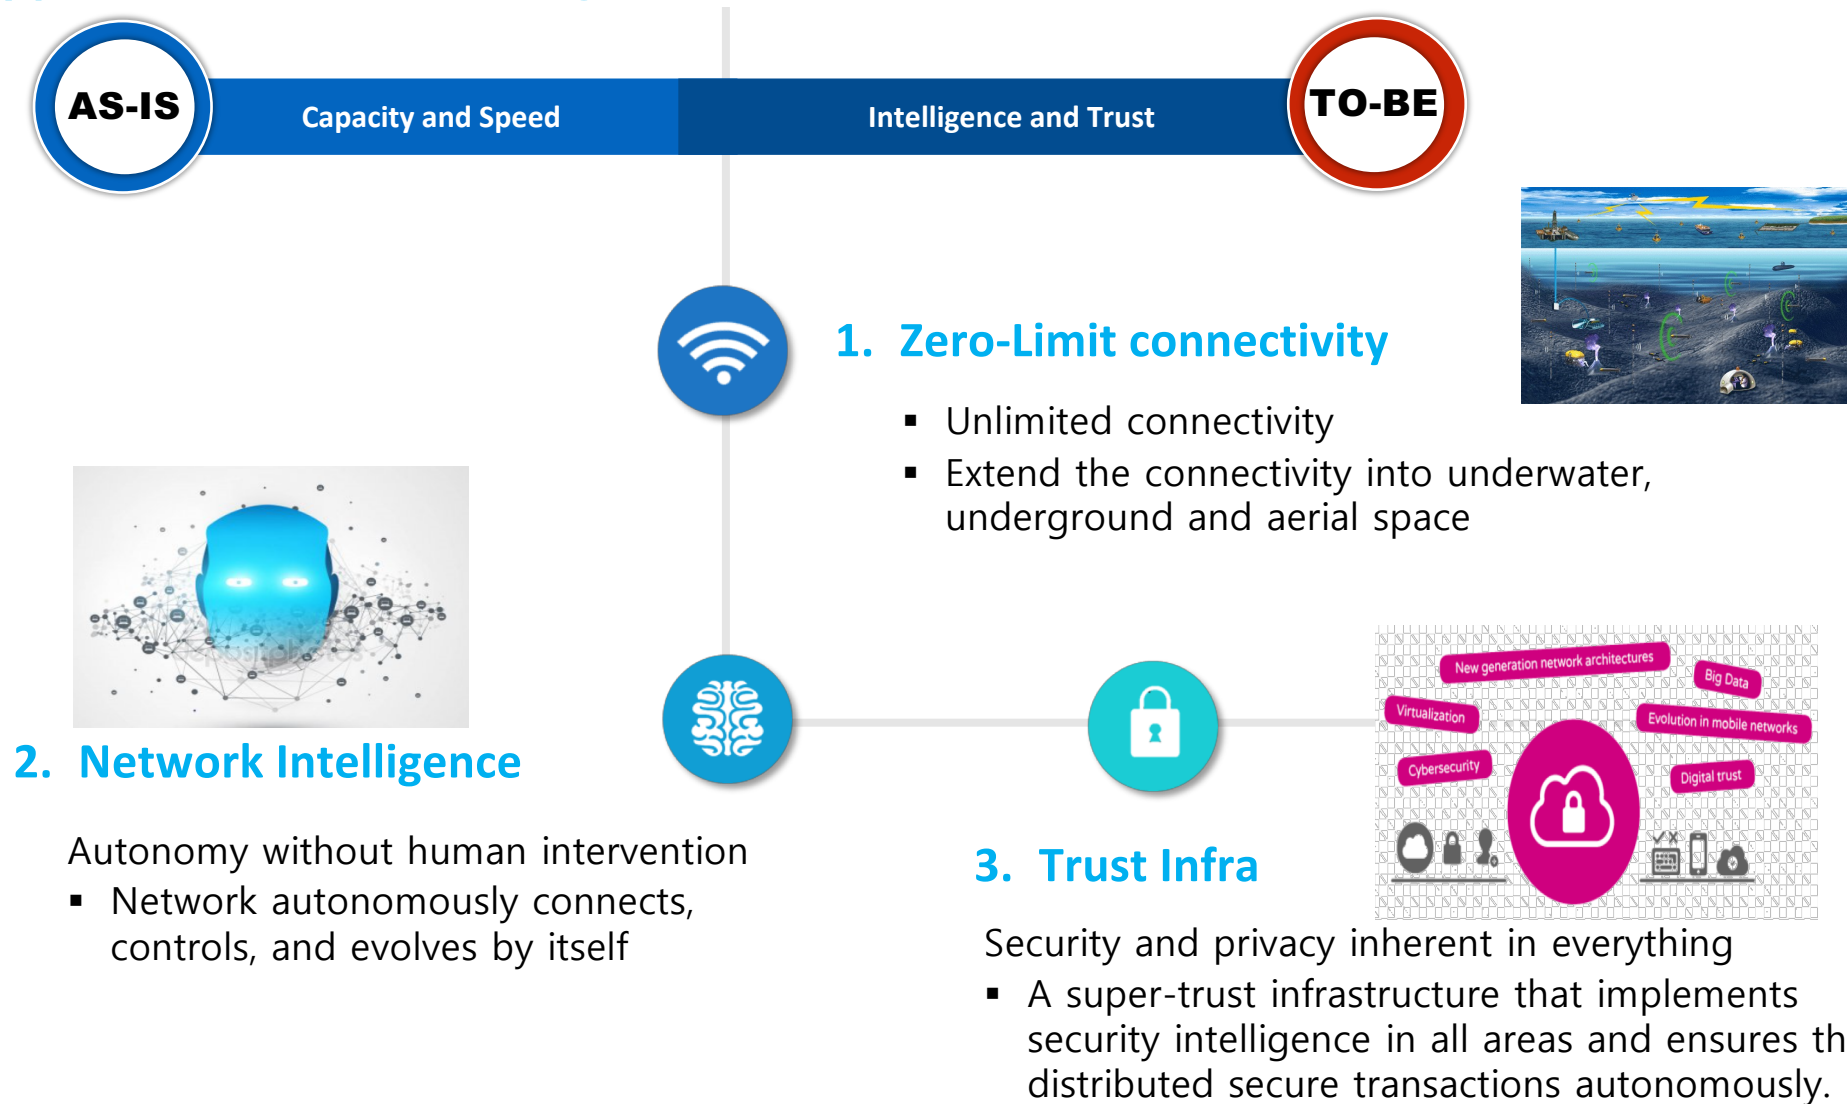 AS-IS
Capacity and Speed
Intelligence and Trust
TO-BE
1. Zero-Limit connectivity
▪ Unlimited connectivity
▪ Extend the connectivity into underwater,
underground and aerial space
2. Network Intelligence
Autonomy without human intervention
▪ Network autonomously connects,
controls, and evolves by itself
New generation network architectures
Big Data
Virtualization
Evolution in mobile networks
Cybersecurity
Digital trust
3. Trust Infra
Security and privacy inherent in everything
▪ A super-trust infrastructure that implements
security intelligence in all areas and ensures th
distributed secure transactions autonomously.